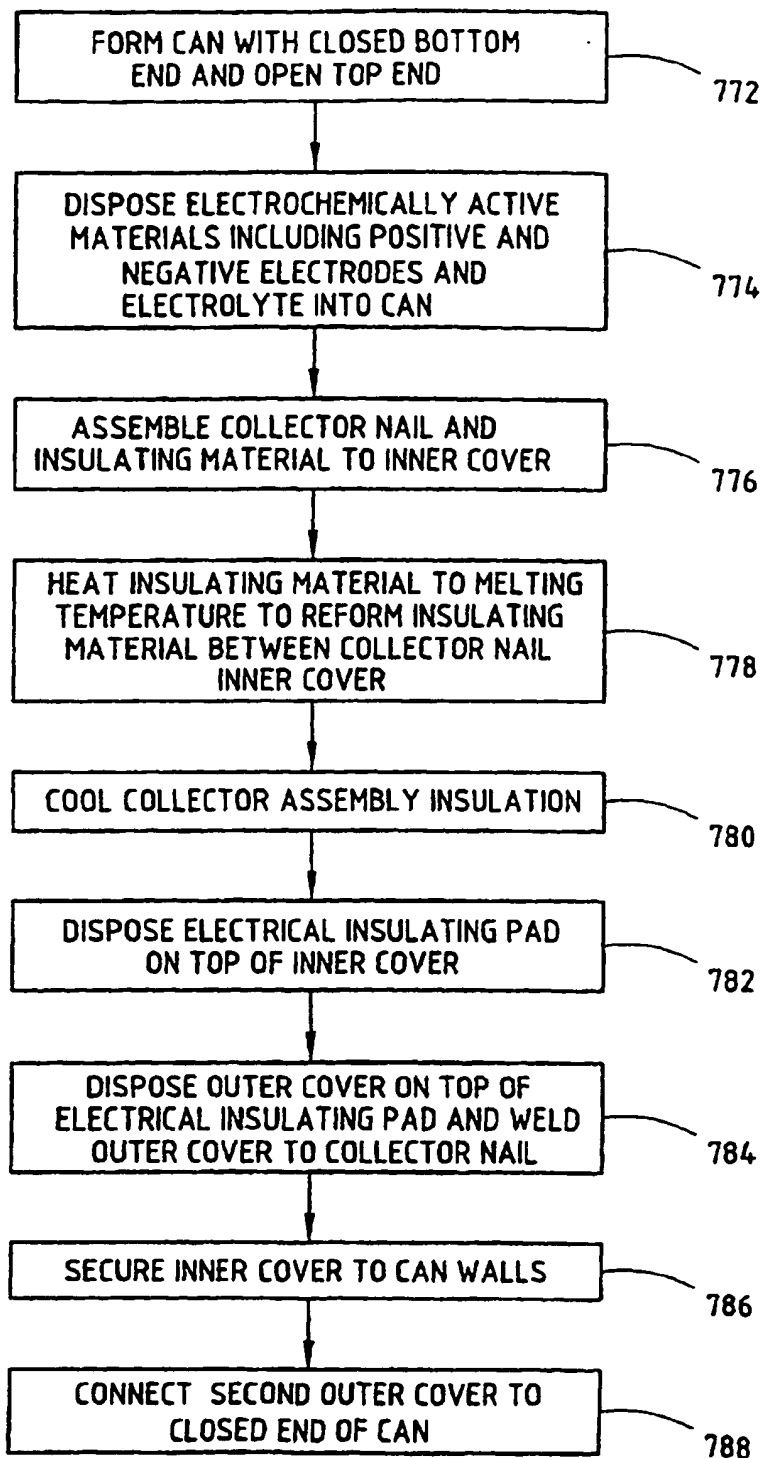 FORM CAN WITH CLOSED BOTTOM
END AND OPEN TOP END
772
DISPOSE ELECTROCHEMICALLY ACTIVE
MATERIALS INCLUDING POSITIVE AND
NEGATIVE ELECTRODES AND
ELECTROLYTE INTO CAN
774
ASSEMBLE COLLECTOR NAIL AND
INSULATING MATERIAL TO INNER COVER
776
HEAT INSULATING MATERIAL TO MELTING
TEMPERATURE TO REFORM INSULATING
MATERIAL BETWEEN COLLECTOR NAIL
INNER COVER
778
COOL COLLECTOR ASSEMBLY INSULATION
780
DISPOSE ELECTRICAL INSULATING PAD
ON TOP OF INNER COVER
782
DISPOSE OUTER COVER ON TOP OF
ELECTRICAL INSULATING PAD AND WELD
OUTER COVER TO COLLECTOR NAIL
784
SECURE INNER COVER TO CAN WALLS
786
CONNECT SECOND OUTER COVER TO
CLOSED END OF CAN
788